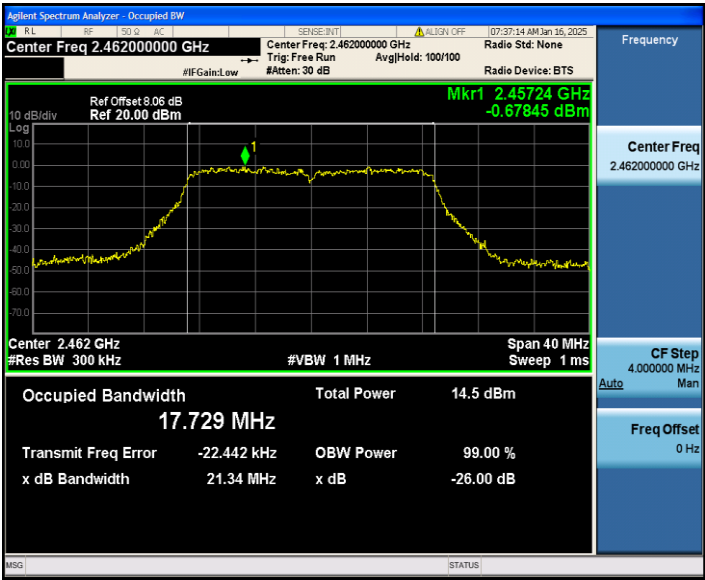 Agilent Spectrum Analyzer - Occupied BW
RL RF 50 Ω AC SENSE:INT ALIGN OFF 07:37:14 AM Jan 16, 2025
Center Freq 2.462000000 GHz
Center Freq: 2.462000000 GHz
Radio Std: None
Trig: Free Run Avg|Hold: 100/100
#IFGain:Low
#Atten: 30 dB
Radio Device: BTS
Frequency
Mkr1 2.45724 GHz
-0.67845 dBm
Ref Offset 8.06 dB
10 dB/div Ref 20.00 dBm
Log
10.0
0.00
-10.0
-20.0
-30.0
-40.0
-50.0
-60.0
-70.0
1
Center 2.462 GHz Span 40 MHz
#Res BW 300 kHz #VBW 1 MHz Sweep 1 ms
Occupied Bandwidth Total Power 14.5 dBm
17.729 MHz
Transmit Freq Error -22.442 kHz OBW Power 99.00 %
x dB Bandwidth 21.34 MHz x dB -26.00 dB
Center Freq
2.462000000 GHz
CF Step
4.000000 MHz
Auto Man
Freq Offset
0 Hz
MSG STATUS